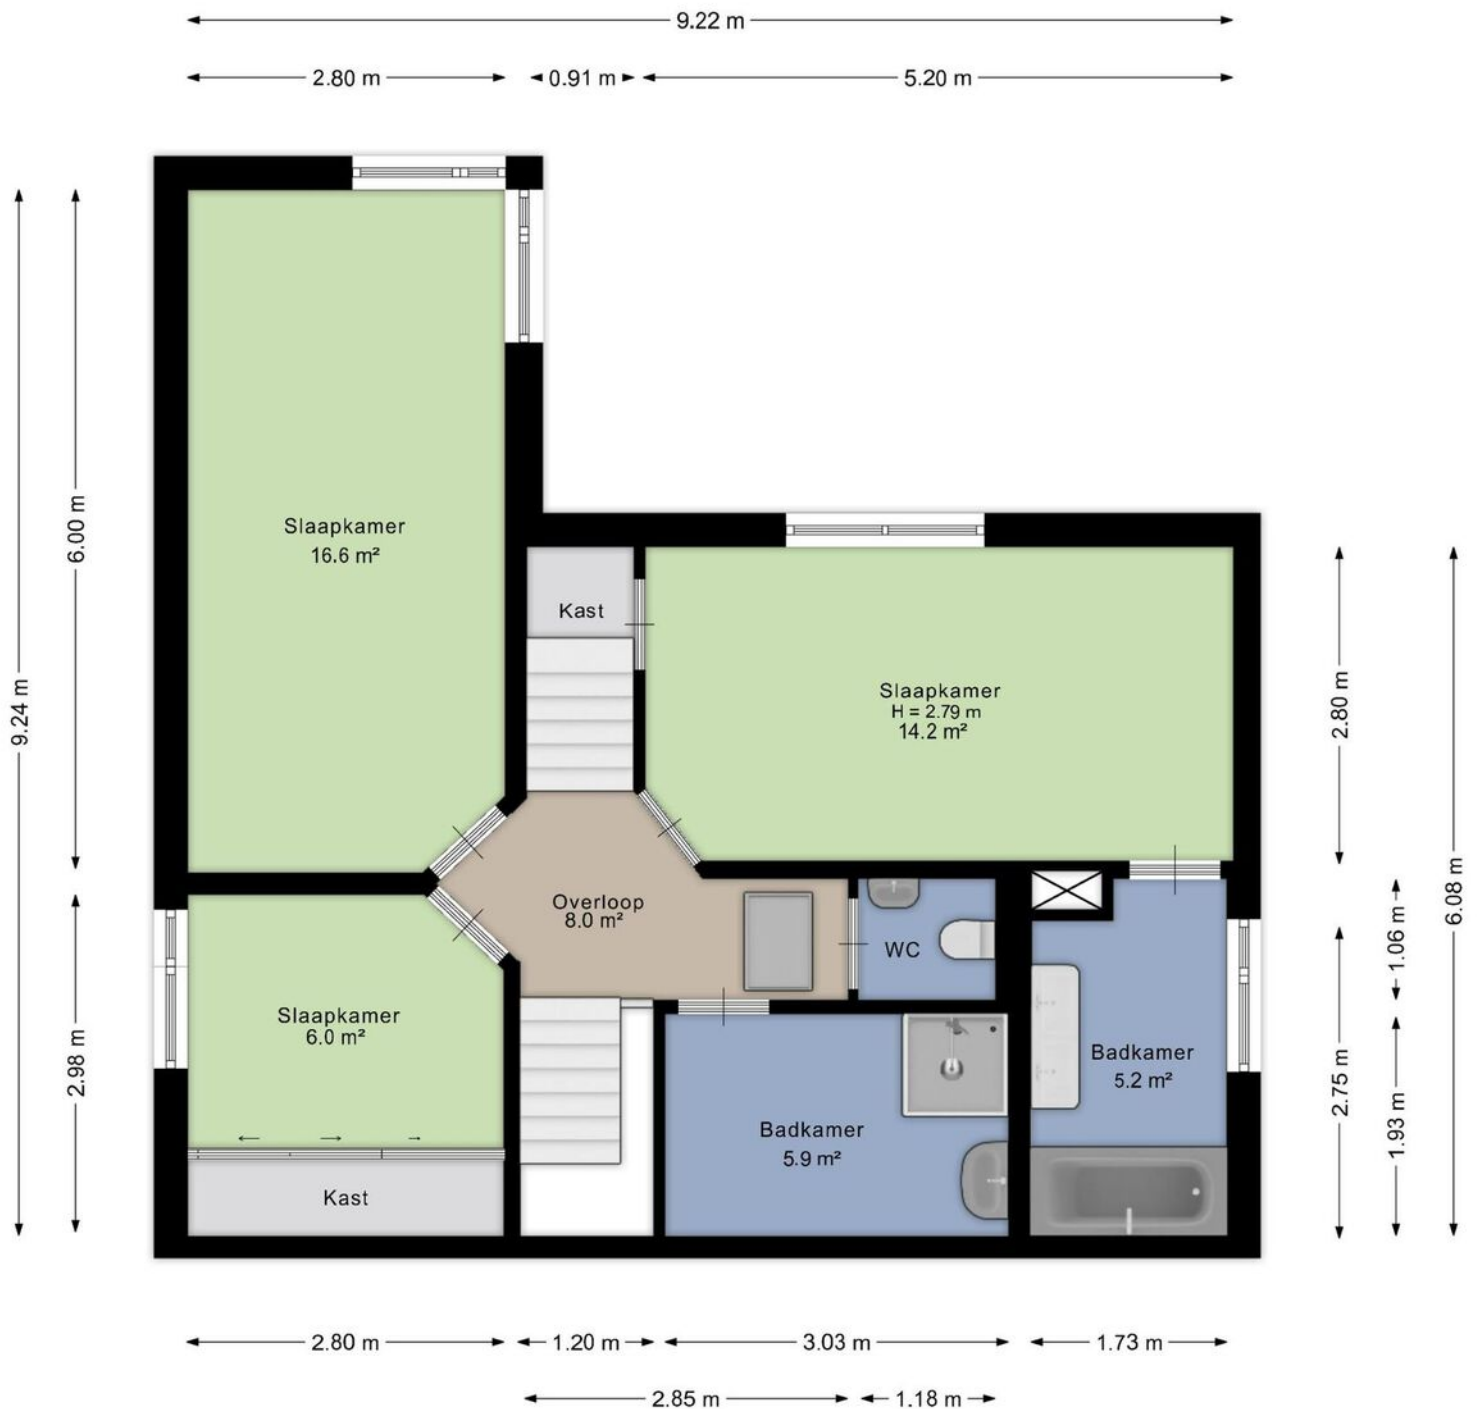 9.22 m
2.80 m
0.91 m
5.20 m
9.24 m
6.00 m
2.98 m
Slaapkamer
16.6 m²
Kast
Slaapkamer
H = 2.79 m
14.2 m²
Overloop
8.0 m²
WC
Slaapkamer
6.0 m²
Kast
Badkamer
5.9 m²
Badkamer
5.2 m²
2.80 m
2.75 m
1.06 m
1.93 m
6.08 m
2.80 m
1.20 m
3.03 m
1.73 m
2.85 m
1.18 m